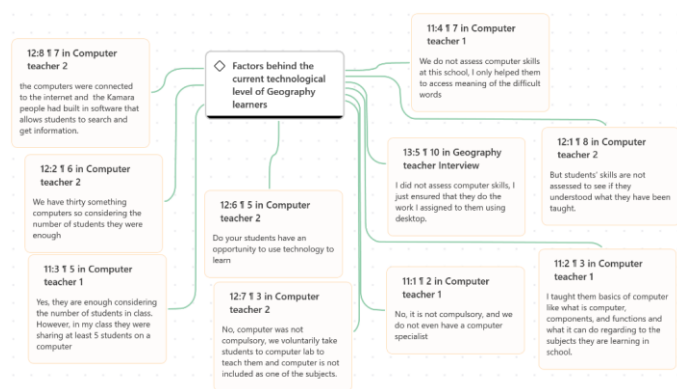 Factors behind the
current technological
level of Geography
learners
12:8 ¶ 7 in Computer
teacher 2
the computers were connected
to the internet and the Kamara
people had built in software that
allows students to search and
get information.
12:2 ¶ 6 in Computer
teacher 2
We have thirty something
computers so considering the
number of students they were
enough
11:3 ¶ 5 in Computer
teacher 1
Yes, they are enough considering
the number of students in class.
However, in my class they were
sharing at least 5 students on a
computer
12:6 ¶ 5 in Computer
teacher 2
Do your students have an
opportunity to use technology to
learn
12:7 ¶ 3 in Computer
teacher 2
No, computer was not
compulsory, we voluntarily take
students to computer lab to
teach them and computer is not
included as one of the subjects.
11:4 ¶ 7 in Computer
teacher 1
We do not assess computer skills
at this school, I only helped them
to access meaning of the difficult
words
13:5 ¶ 10 in Geography
teacher Interview
I did not assess computer skills, I
just ensured that they do the
work I assigned to them using
desktop.
11:1 ¶ 2 in Computer
teacher 1
No, it is not compulsory, and we
do not even have a computer
specialist
12:1 ¶ 8 in Computer
teacher 2
But students' skills are not
assessed to see if they
understood what they have been
taught.
11:2 ¶ 3 in Computer
teacher 1
I taught them basics of computer
like what is computer,
components, and functions and
what it can do regarding to the
subjects they are learning in
school.